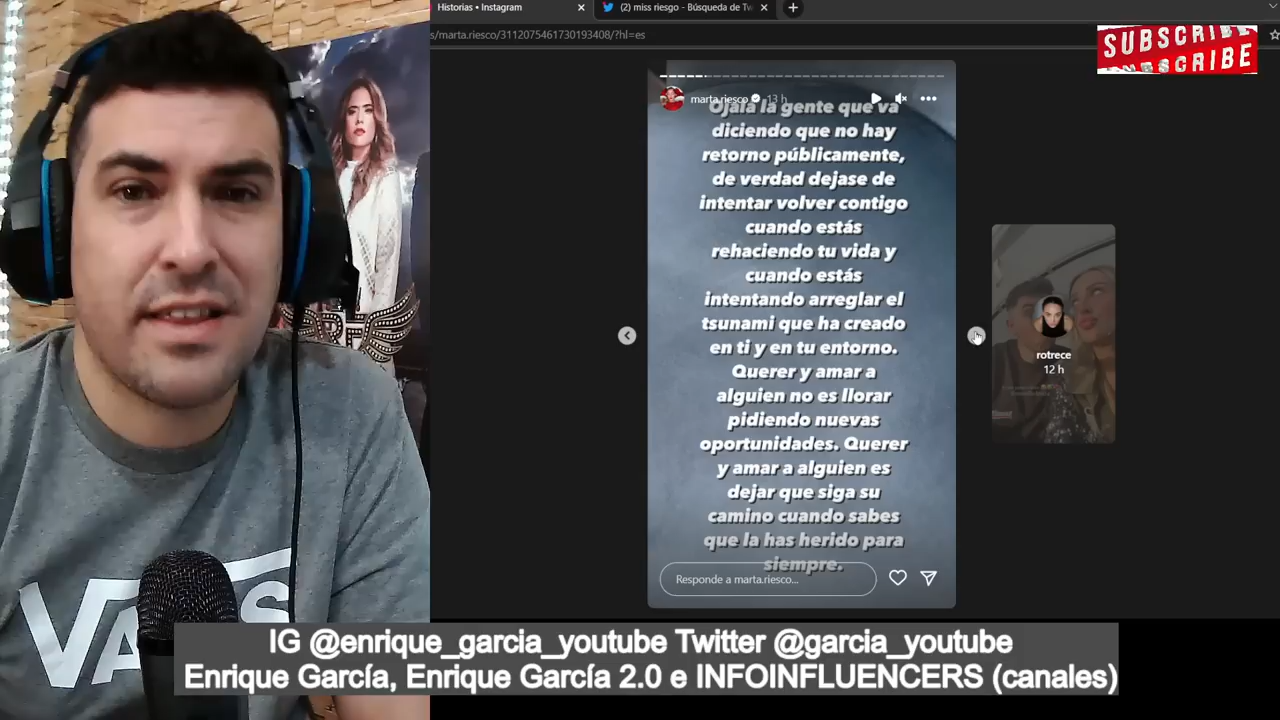 Historias • Instagram
(2) miss riesgo - Búsqueda de Tw
s/marta.riesco/3112075461730193408/?hl=es
SUBSCRIBE
SUBSCRIBE
marta.riesco 13 h
Ojalá la gente que va
diciendo que no hay
retorno públicamente,
de verdad dejase de
intentar volver contigo
cuando estás
rehaciendo tu vida y
cuando estás
intentando arreglar el
tsunami que ha creado
en ti y en tu entorno.
Querer y amar a
alguien no es llorar
pidiendo nuevas
oportunidades. Querer
y amar a alguien es
dejar que siga su
camino cuando sabes
que la has herido para
siempre.
Responde a marta.riesco...
rotrece
12 h
VANS
IG @enrique_garcia_youtube Twitter @garcia_youtube
Enrique García, Enrique García 2.0 e INFOINFLUENCERS (canales)